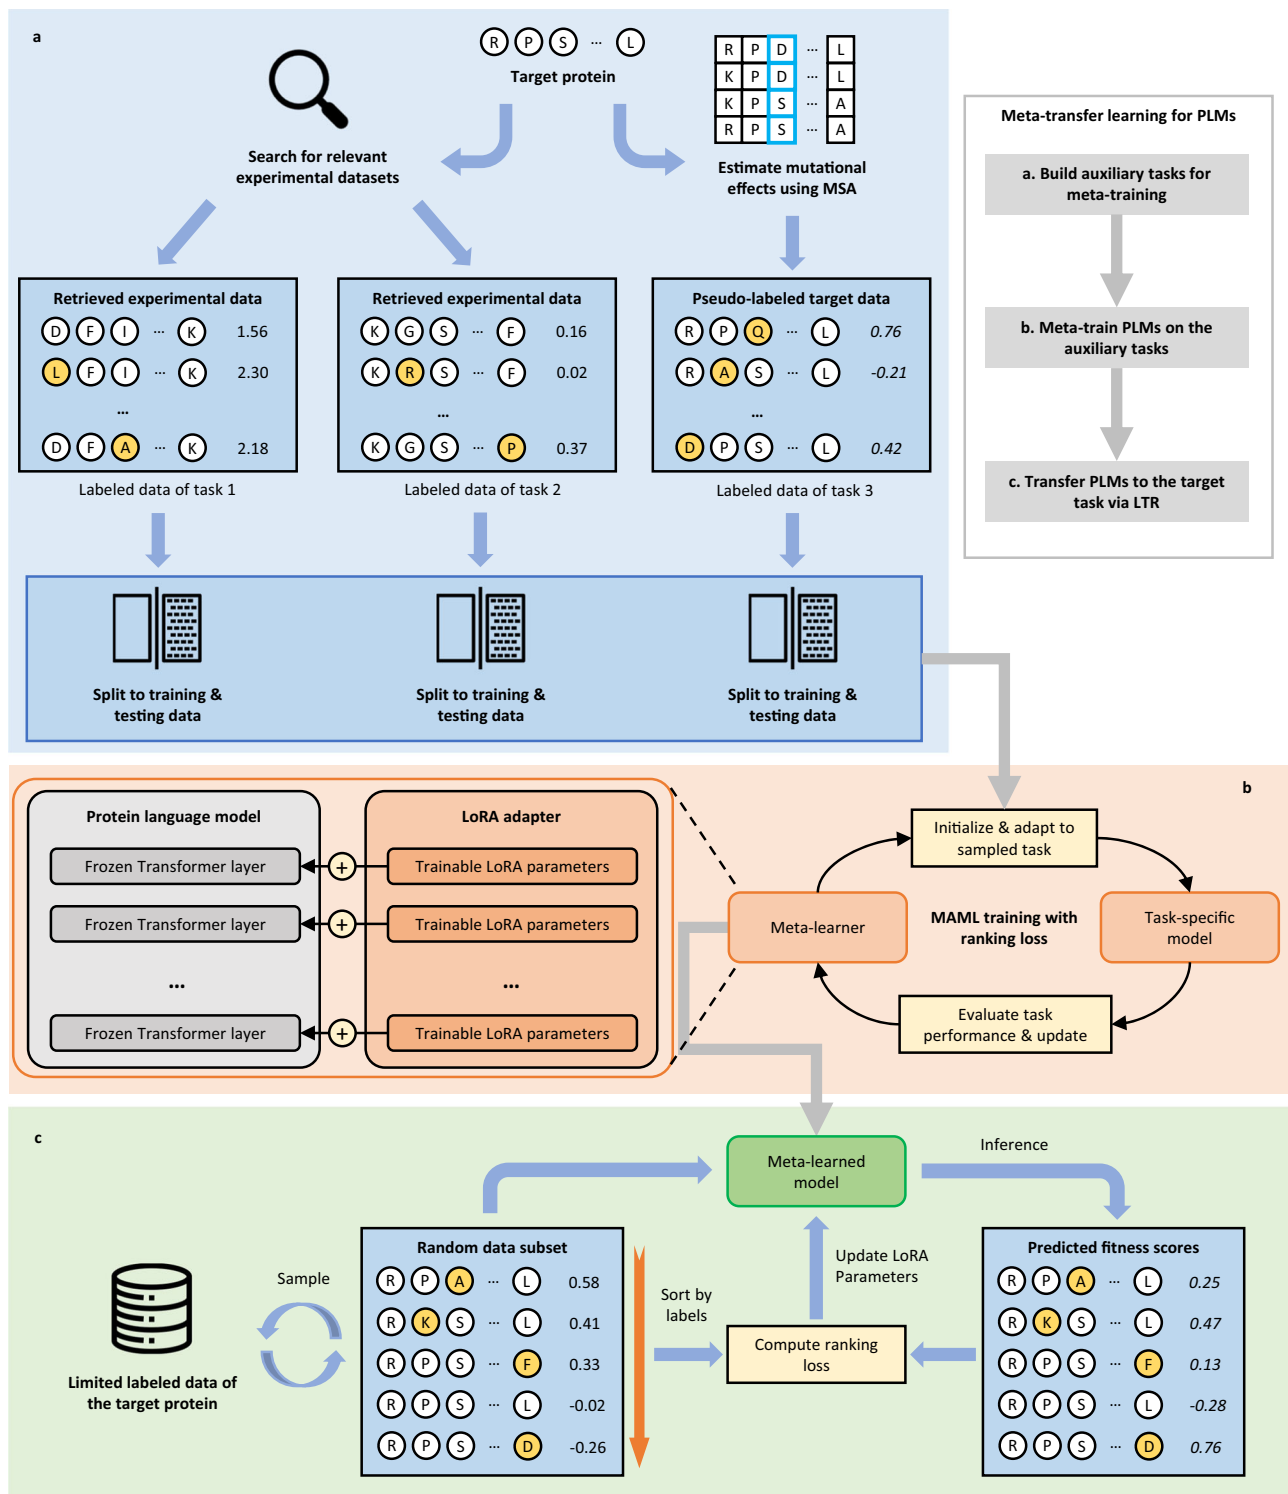 a
R P S ... L
Target protein
R P D ... L
K P D ... L
K P S ... A
R P S ... A
Search for relevant
experimental datasets
Estimate mutational
effects using MSA
Retrieved experimental data
D F I ... K 1.56
L F I ... K 2.30
...
D F A ... K 2.18
Labeled data of task 1
Retrieved experimental data
K G S ... F 0.16
K R S ... F 0.02
...
K G S ... P 0.37
Labeled data of task 2
Pseudo-labeled target data
R P Q ... L 0.76
R A S ... L -0.21
...
D P S ... L 0.42
Labeled data of task 3
Split to training &
testing data
Split to training &
testing data
Split to training &
testing data
Meta-transfer learning for PLMs
a. Build auxiliary tasks for
meta-training
b. Meta-train PLMs on the
auxiliary tasks
c. Transfer PLMs to the target
task via LTR
b
Protein language model
Frozen Transformer layer
Frozen Transformer layer
...
Frozen Transformer layer
+
+
+
LoRA adapter
Trainable LoRA parameters
Trainable LoRA parameters
...
Trainable LoRA parameters
Initialize & adapt to
sampled task
Meta-learner
MAML training with
ranking loss
Task-specific
model
Evaluate task
performance & update
c
Meta-learned
model
Inference
Limited labeled data of
the target protein
Sample
Random data subset
R P A ... L 0.58
R K S ... L 0.41
R P S ... F 0.33
R P S ... L -0.02
R P S ... D -0.26
Sort by
labels
Update LoRA
Parameters
Compute ranking
loss
Predicted fitness scores
R P A ... L 0.25
R K S ... L 0.47
R P S ... F 0.13
R P S ... L -0.28
R P S ... D 0.76